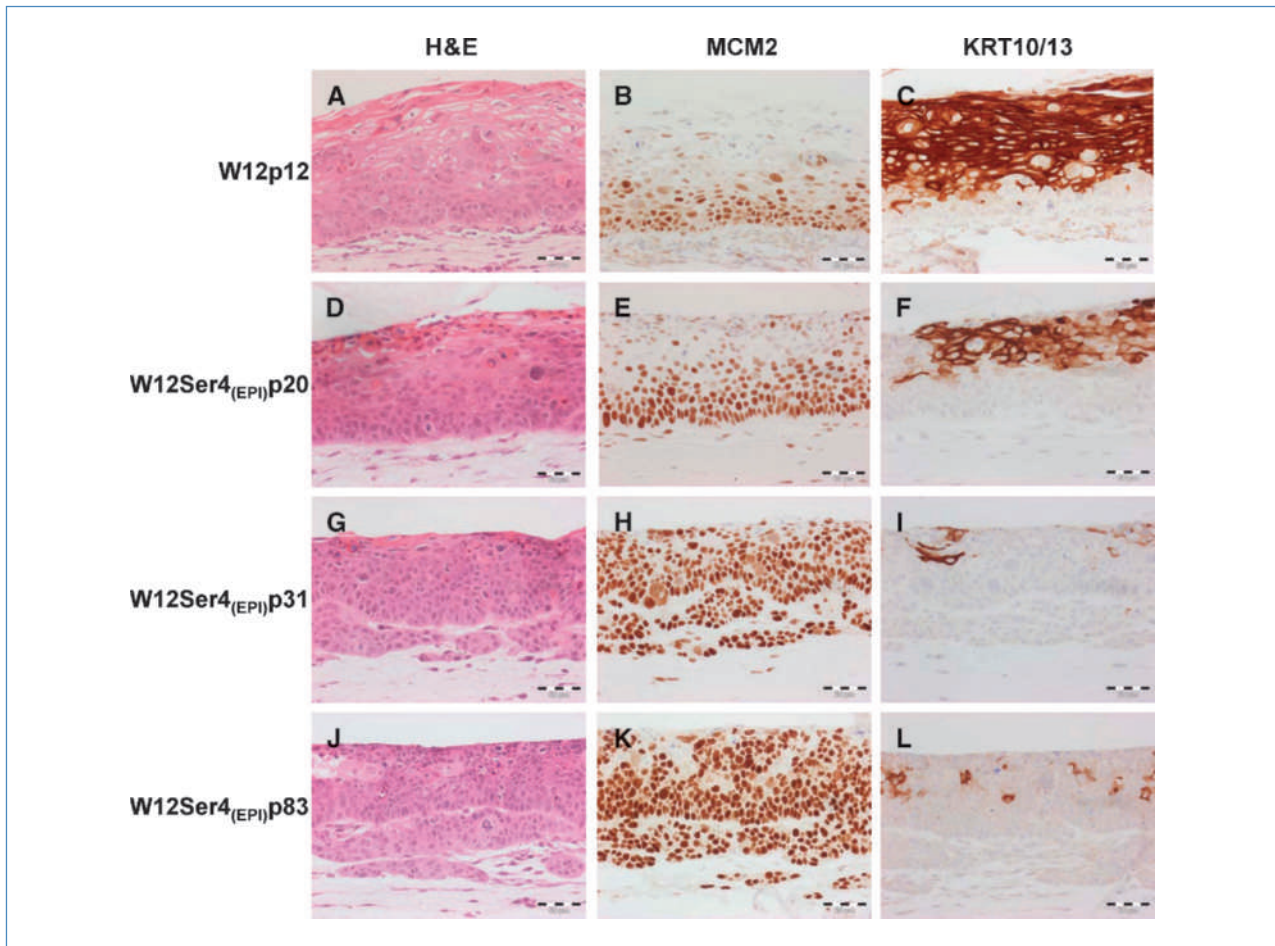 H&E MCM2 KRT10/13
A B C
W12p12
D E F
W12Ser4(EPI)p20
G H I
W12Ser4(EPI)p31
J K L
W12Ser4(EPI)p83